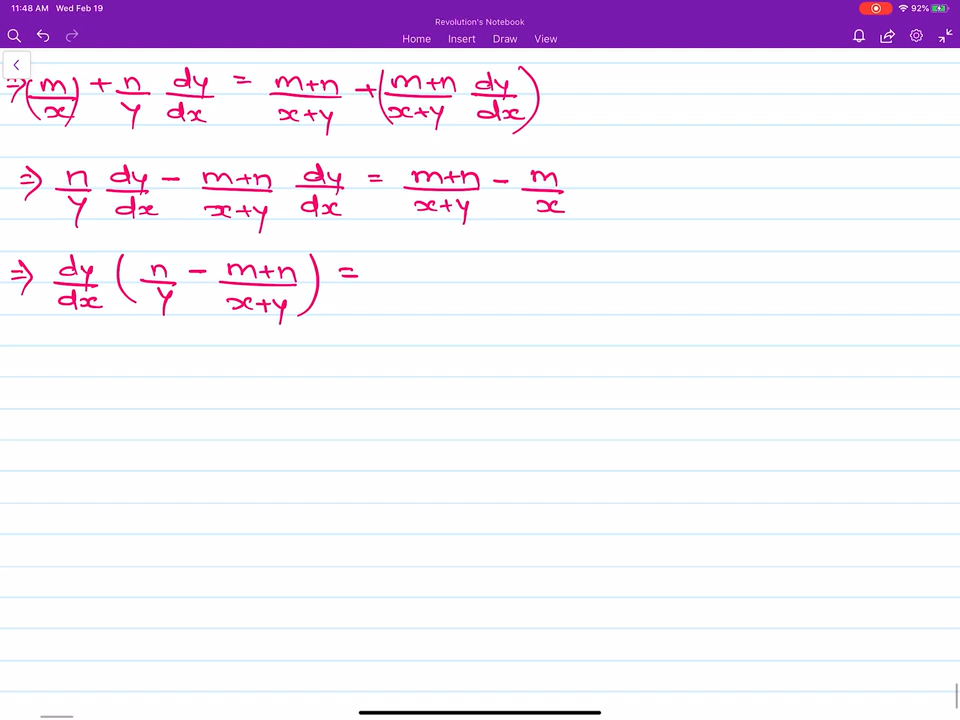 11:48 AM Wed Feb 19
92%
Revolution's Notebook
Home Insert Draw View
⇒ (m/x) + n/y dy/dx = m+n/x+y + (m+n/x+y dy/dx)
⇒ n/y dy/dx - m+n/x+y dy/dx = m+n/x+y - m/x
⇒ dy/dx (n/y - m+n/x+y) =